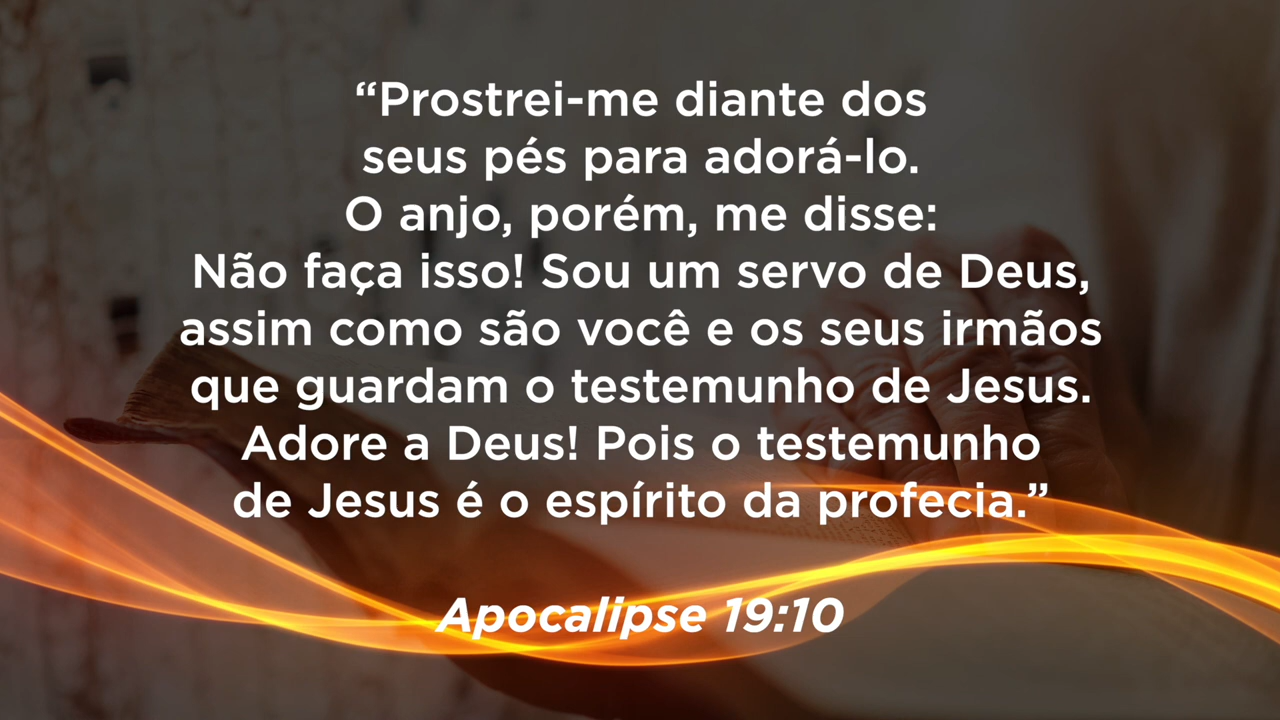 “Prostrei-me diante dos
seus pés para adorá-lo.
O anjo, porém, me disse:
Não faça isso! Sou um servo de Deus,
assim como são você e os seus irmãos
que guardam o testemunho de Jesus.
Adore a Deus! Pois o testemunho
de Jesus é o espírito da profecia.”
Apocalipse 19:10